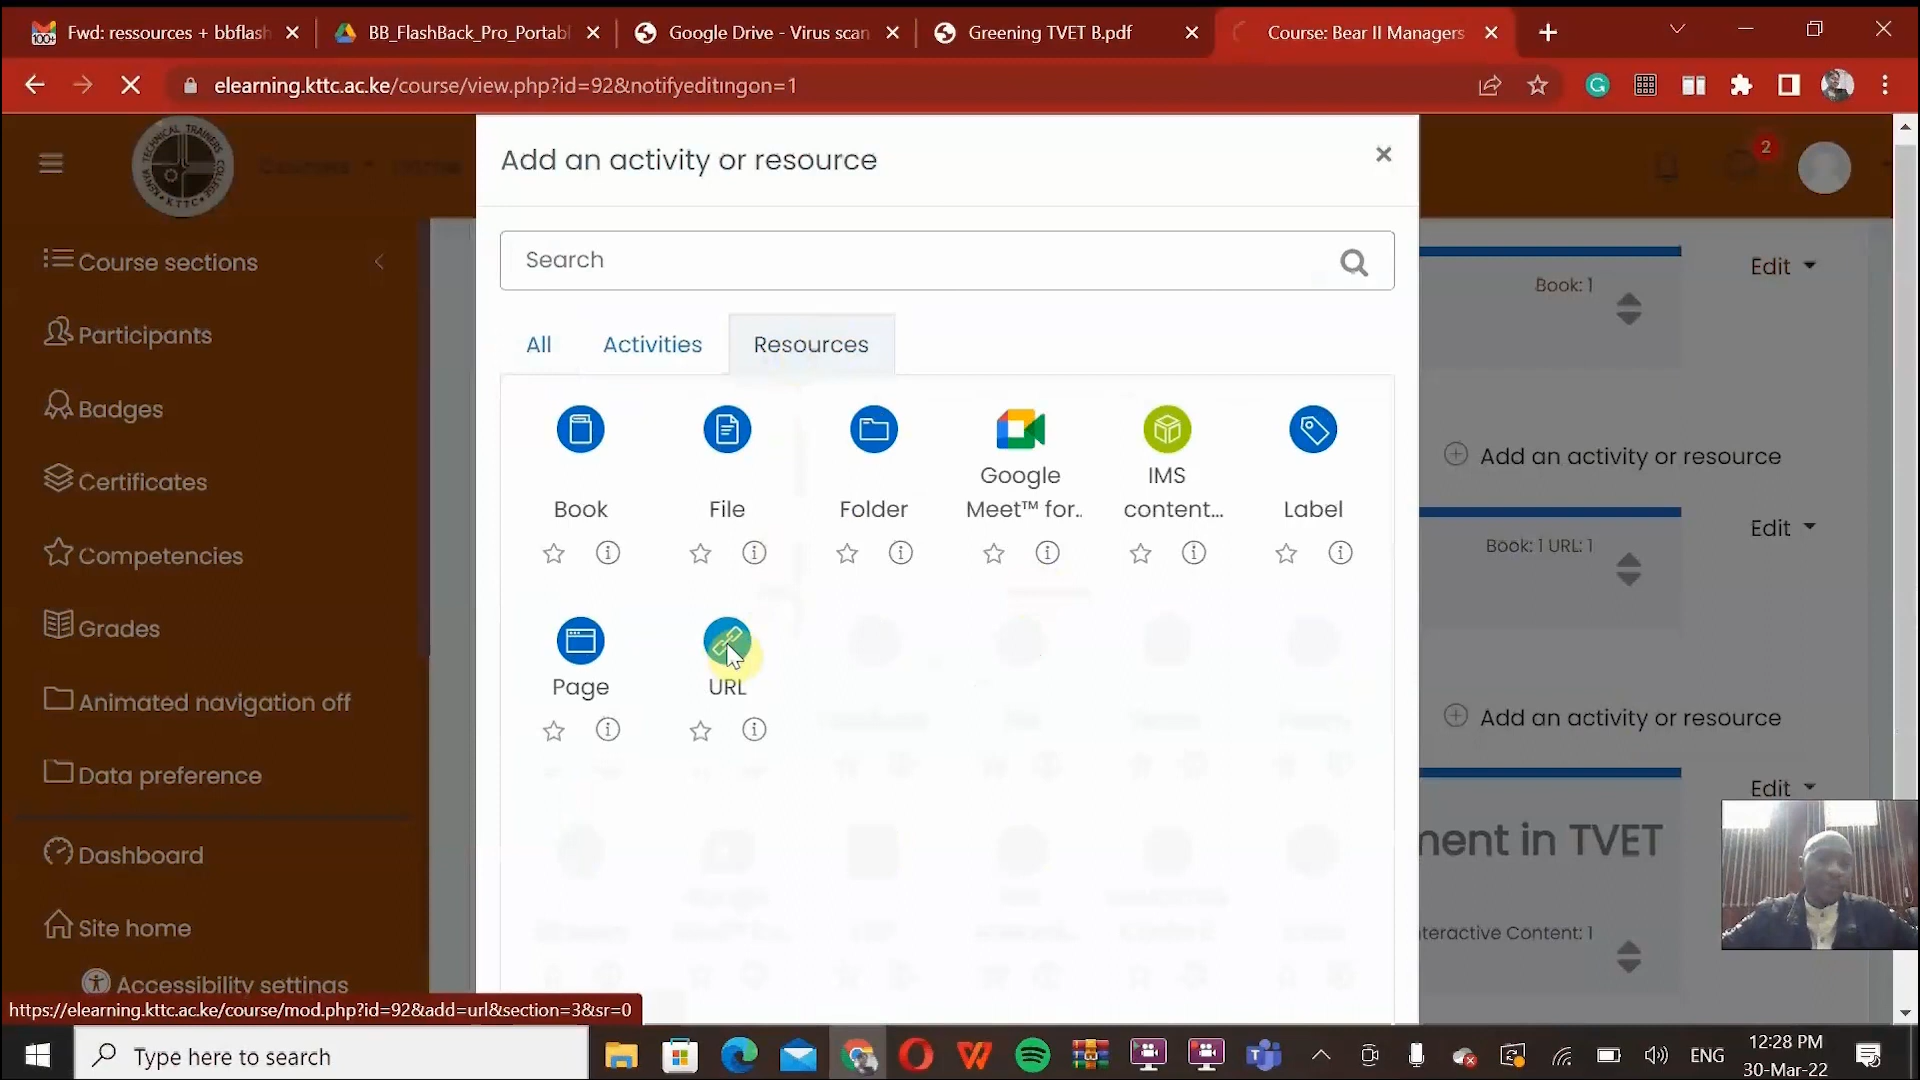 Fwd: ressources + bbflash
BB_FlashBack_Pro_Portabl
Google Drive - Virus scan
Greening TVET B.pdf
Course: Bear II Managers
elearning.kttc.ac.ke/course/view.php?id=92&notifyeditingon=1
Add an activity or resource
KENYA TECHNICAL TRAINERS COLLEGE
K.T.T.C.
2
Search
Course sections
Participants
Badges
Certificates
Competencies
Grades
Animated navigation off
Data preference
Dashboard
Site home
Accessibility settings
All
Activities
Resources
Book
File
Folder
Google
Meet™ for..
IMS
content...
Label
Page
URL
Edit
Book: 1
Add an activity or resource
Edit
Book: 1 URL: 1
Add an activity or resource
Edit
nent in TVET
teractive Content: 1
https://elearning.kttc.ac.ke/course/mod.php?id=92&add=url&section=3&sr=0
Type here to search
ENG
12:28 PM
30-Mar-22